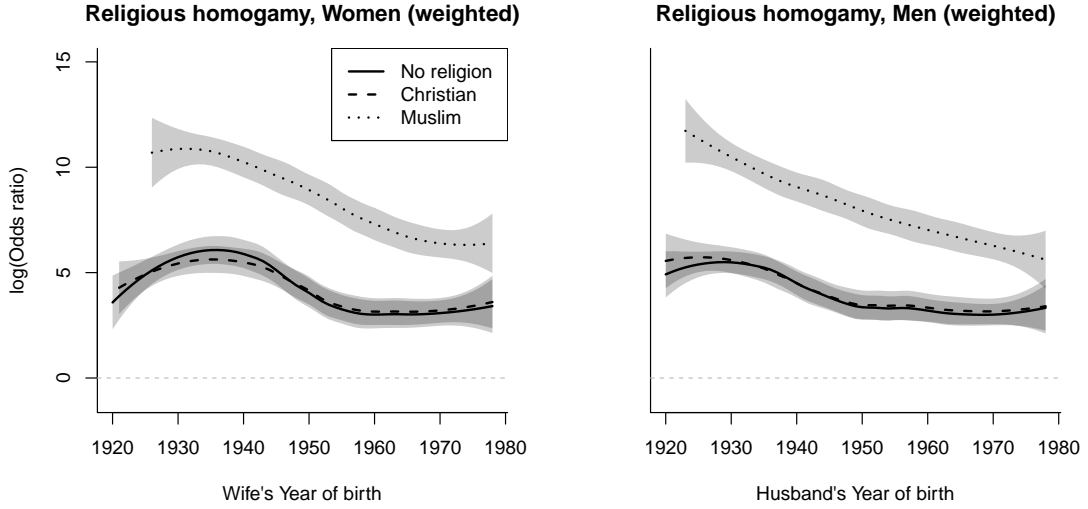 Religious homogamy, Women (weighted)
log(Odds ratio)
15
10
5
0
No religion
Christian
Muslim
1920 1930 1940 1950 1960 1970 1980
Wife's Year of birth
Religious homogamy, Men (weighted)
1920 1930 1940 1950 1960 1970 1980
Husband's Year of birth